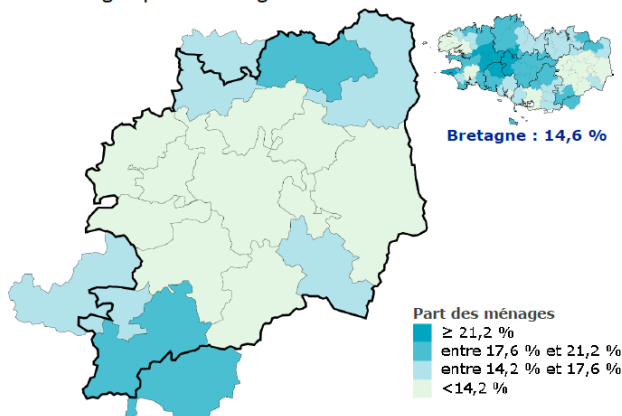 Bretagne : 14,6 %
Part des ménages
≥ 21,2 %
entre 17,6 % et 21,2 %
entre 14,2 % et 17,6 %
<14,2 %